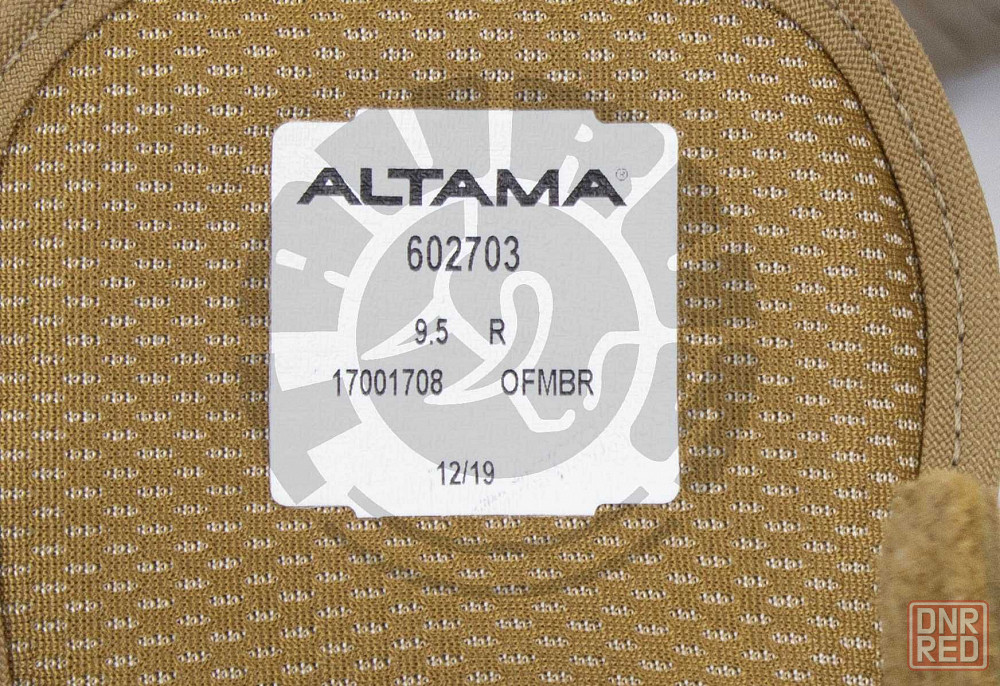 ALTAMA®
602703
9.5 R
17001708 OFMBR
12/19
DNR
RED